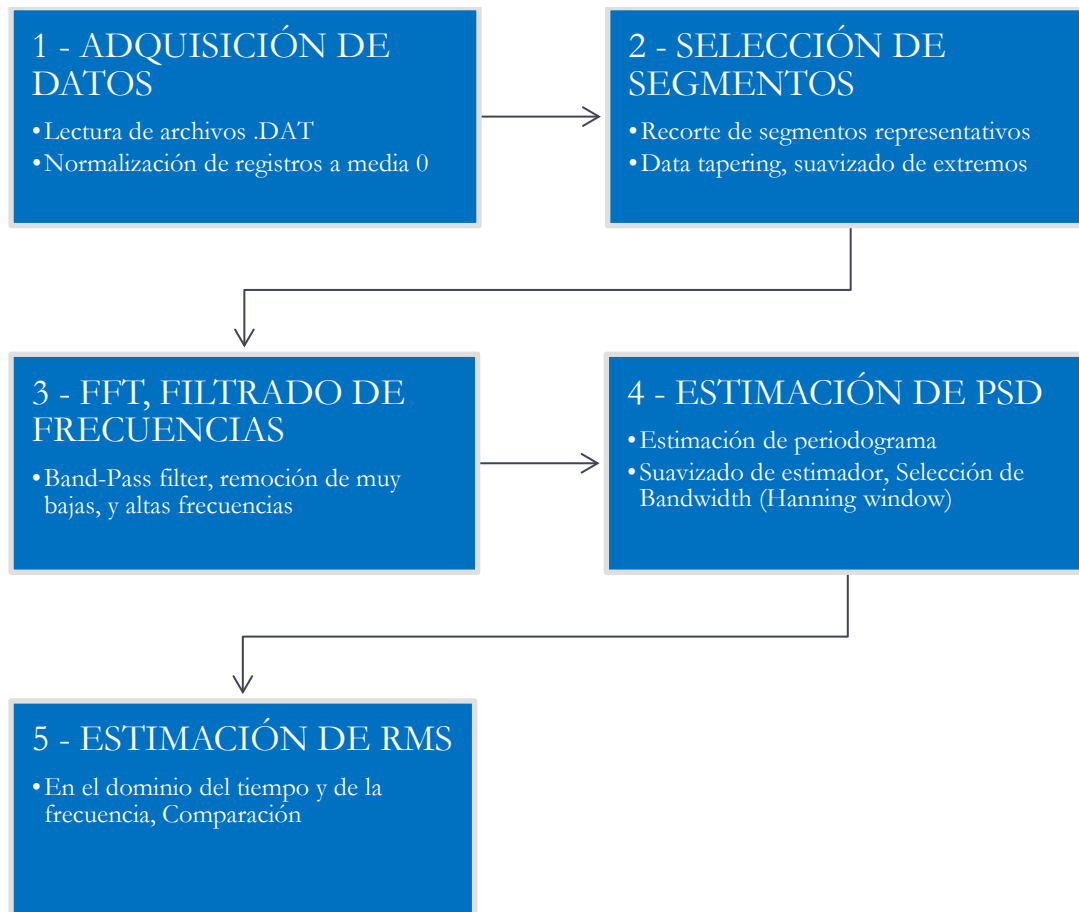 1 - ADQUISICIÓN DE
DATOS
•Lectura de archivos .DAT
•Normalización de registros a media 0
2 - SELECCIÓN DE
SEGMENTOS
•Recorte de segmentos representativos
•Data tapering, suavizado de extremos
3 - FFT, FILTRADO DE
FRECUENCIAS
•Band-Pass filter, remoción de muy
bajas, y altas frecuencias
4 - ESTIMACIÓN DE PSD
•Estimación de periodograma
•Suavizado de estimador, Selección de
Bandwidth (Hanning window)
5 - ESTIMACIÓN DE RMS
•En el dominio del tiempo y de la
frecuencia, Comparación